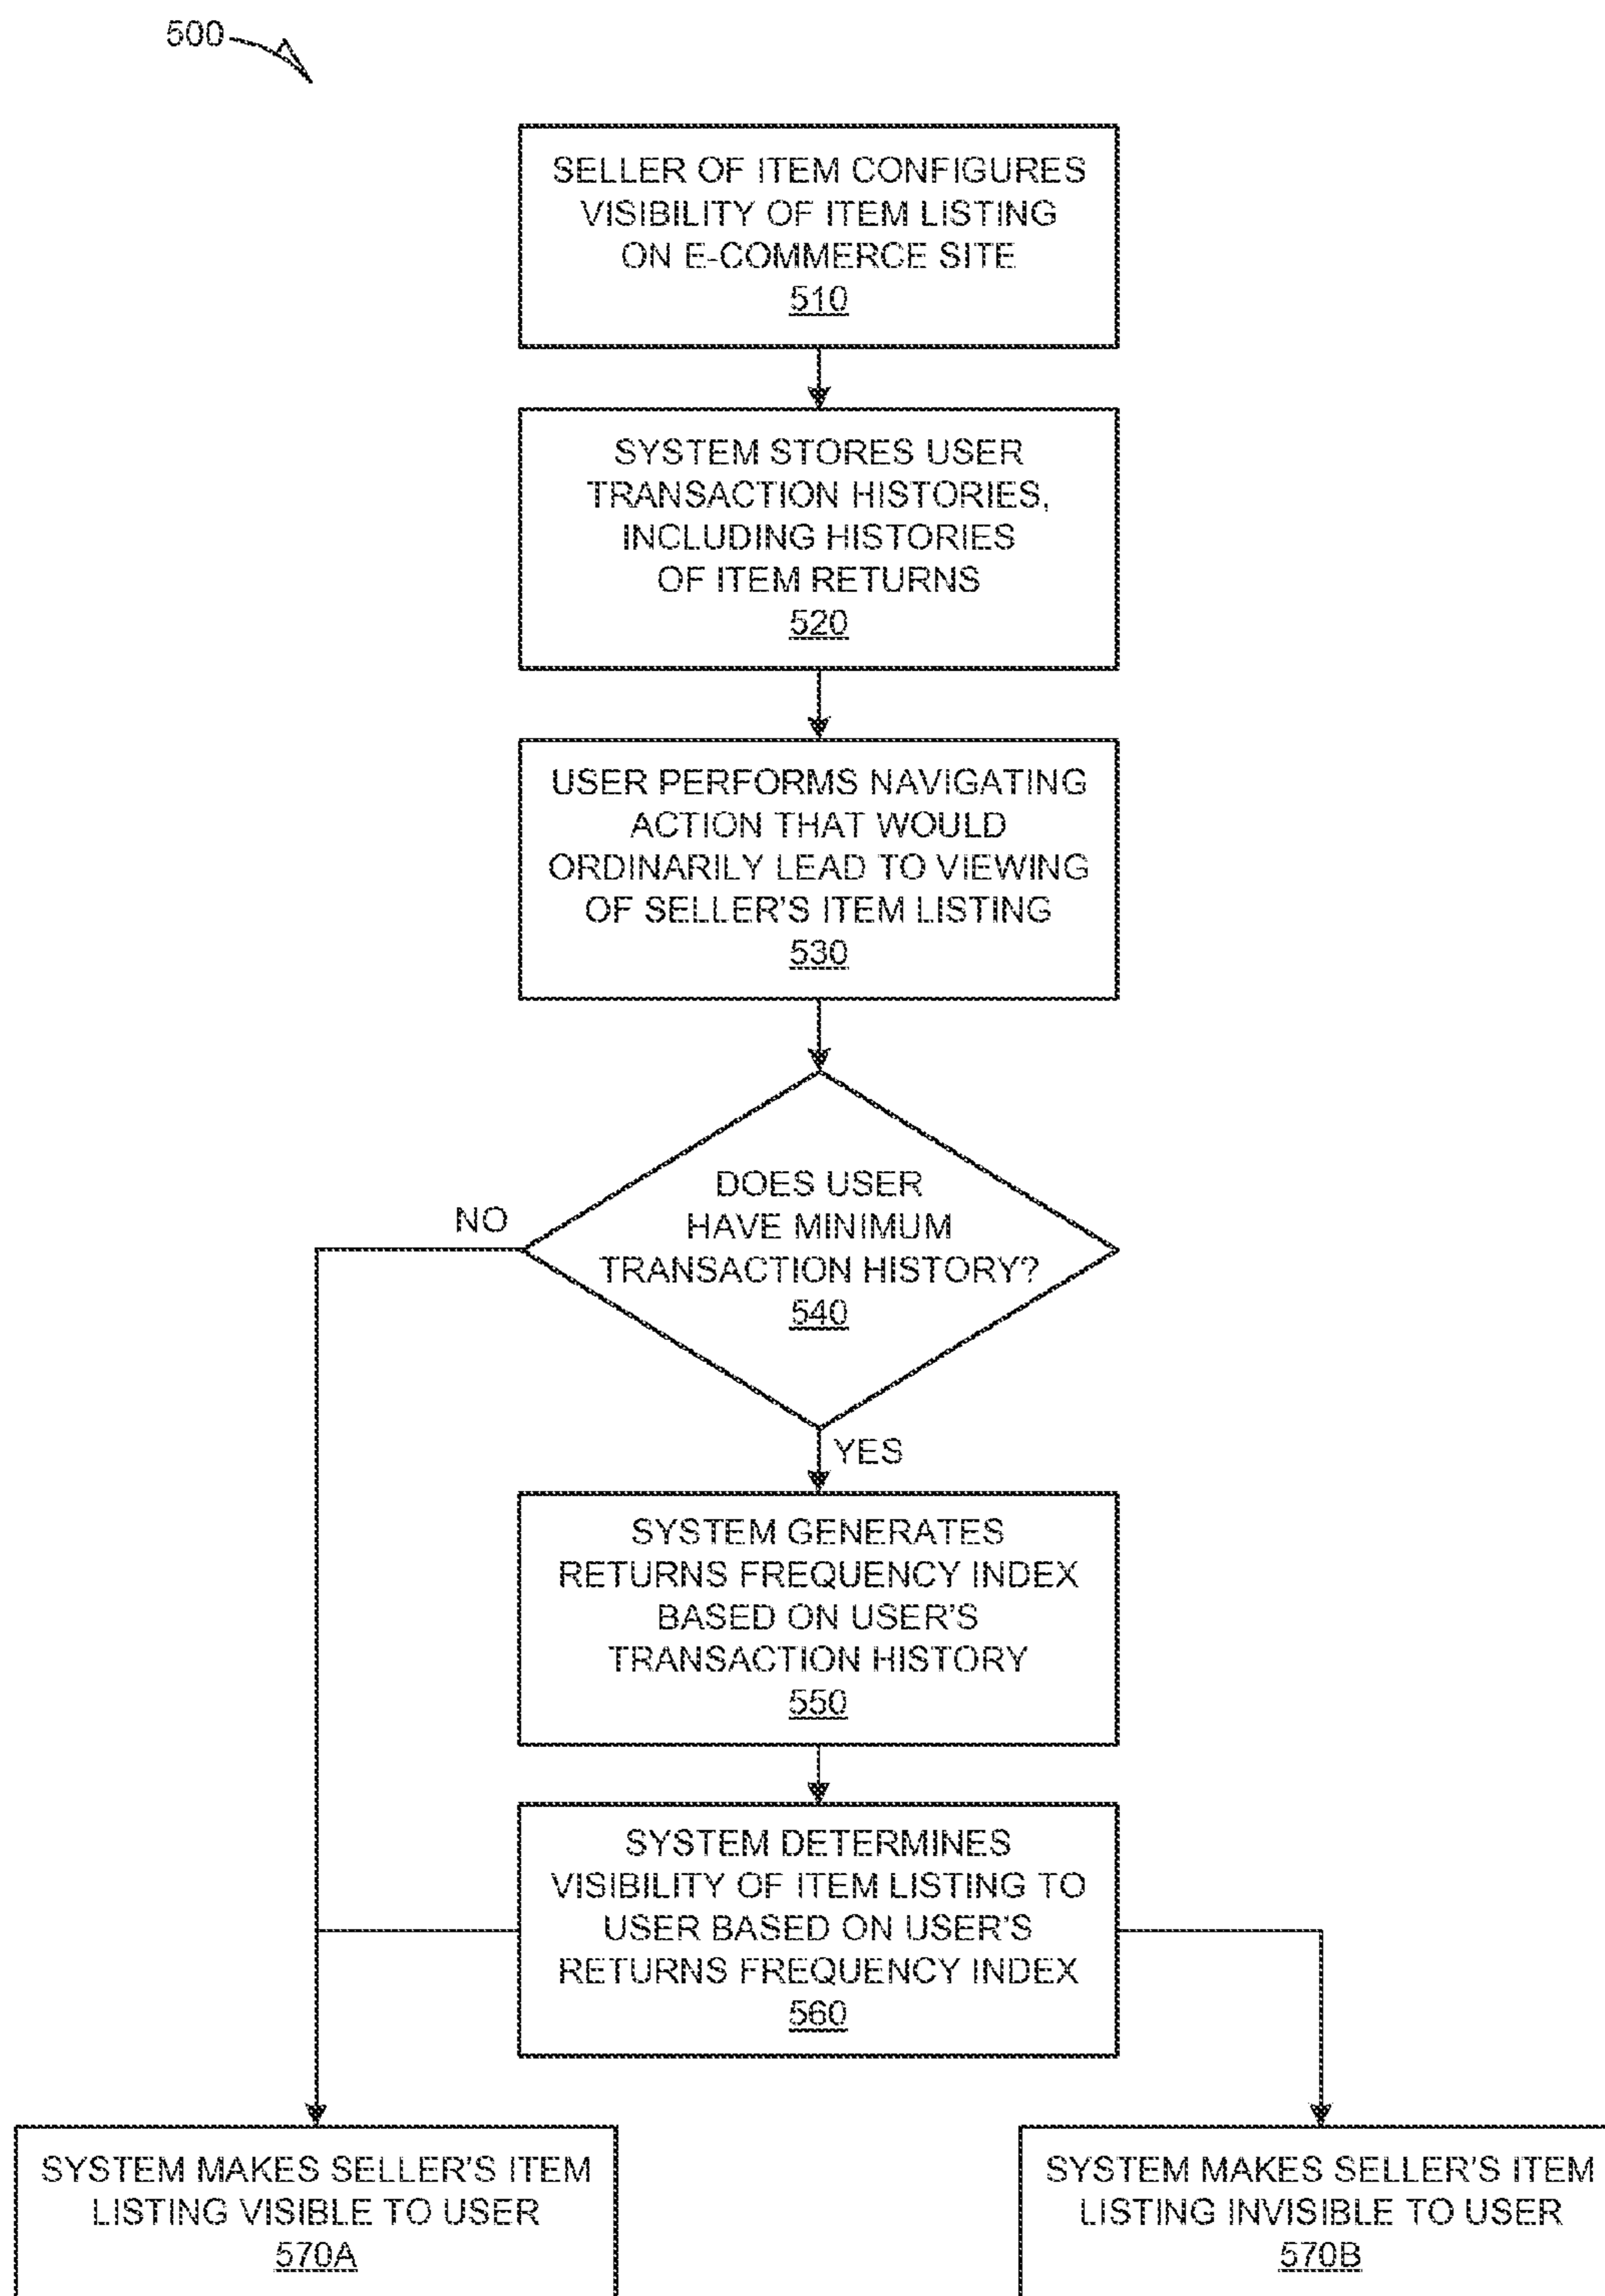 500
SELLER OF ITEM CONFIGURES
VISIBILITY OF ITEM LISTING
ON E-COMMERCE SITE
510
SYSTEM STORES USER
TRANSACTION HISTORIES,
INCLUDING HISTORIES
OF ITEM RETURNS
520
USER PERFORMS NAVIGATING
ACTION THAT WOULD
ORDINARILY LEAD TO VIEWING
OF SELLER'S ITEM LISTING
530
DOES USER
HAVE MINIMUM
TRANSACTION HISTORY?
540
NO
YES
SYSTEM GENERATES
RETURNS FREQUENCY INDEX
BASED ON USER'S
TRANSACTION HISTORY
550
SYSTEM DETERMINES
VISIBILITY OF ITEM LISTING TO
USER BASED ON USER'S
RETURNS FREQUENCY INDEX
560
SYSTEM MAKES SELLER'S ITEM
LISTING VISIBLE TO USER
570A
SYSTEM MAKES SELLER'S ITEM
LISTING INVISIBLE TO USER
570B